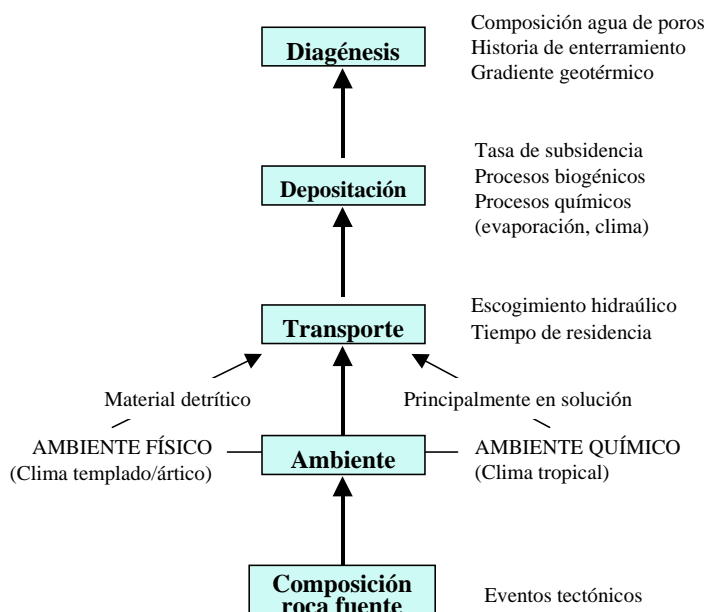 Composición agua de poros
Diagénesis
Historia de enterramiento
Gradiente geotérmico
Tasa de subsidencia
Depositación
Procesos biogénicos
Procesos químicos
(evaporación, clima)
Transporte
Escogimiento hidraúlico
Tiempo de residencia
Material detrítico
Principalmente en solución
AMBIENTE FÍSICO
(Clima templado/ártico)
Ambiente
AMBIENTE QUÍMICO
(Clima tropical)
Composición
roca fuente
Eventos tectónicos